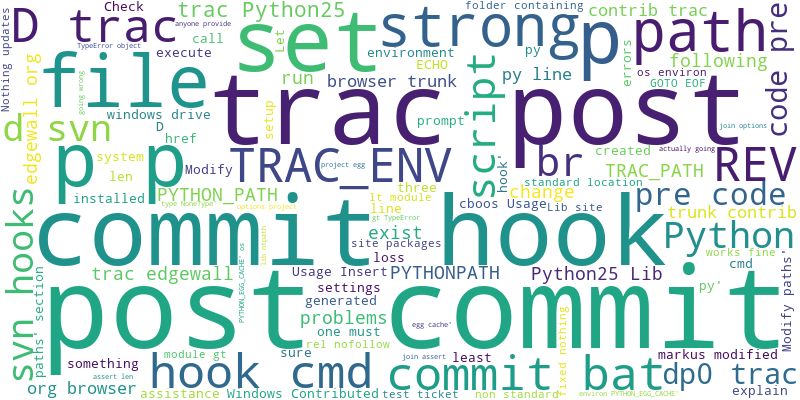 Check
trac Python25
folder containing
contrib trac
D trac
set
strong
p
path
code pre
anyone provide
TypeError object
call
Let
environment
py
os environ
errors
following
Nothing updates
file
execute
run
browser trunk
ECHO
py line
GOTO EOF
windows drive
going wrong
trac post
script
d svn
edgewall org
D
href
setup
prompt
join options
actually going
p p
system
len
Modify
TRAC_ENV
project egg
hook'
br
created
TRAC_PATH
REV
standard location
installed
PYTHON_PATH
type NoneType
options project
three
lt module
line
gt TypeError
change
cboos Usage
Lib site
pre code
trunk contrib
svn hooks
commit hook
exist
site packages
loss
Python
works fine
cmd
paths' section
trac edgewall
PYTHON_EGG_CACHE' os
lib ntpath
Usage Insert
PYTHONPATH
settings
Python25 Lib
py'
Modify paths'
post commit
generated
problems
one must
rel nofollow
egg cache'
fixed nothing
something
module gt
sure
join assert
least
markus modified
assert len
hook cmd
commit bat
dp0 trac
org browser
assistance
Windows Contributed
test ticket
non standard
environ PYTHON_EGG_CACHE'
explain